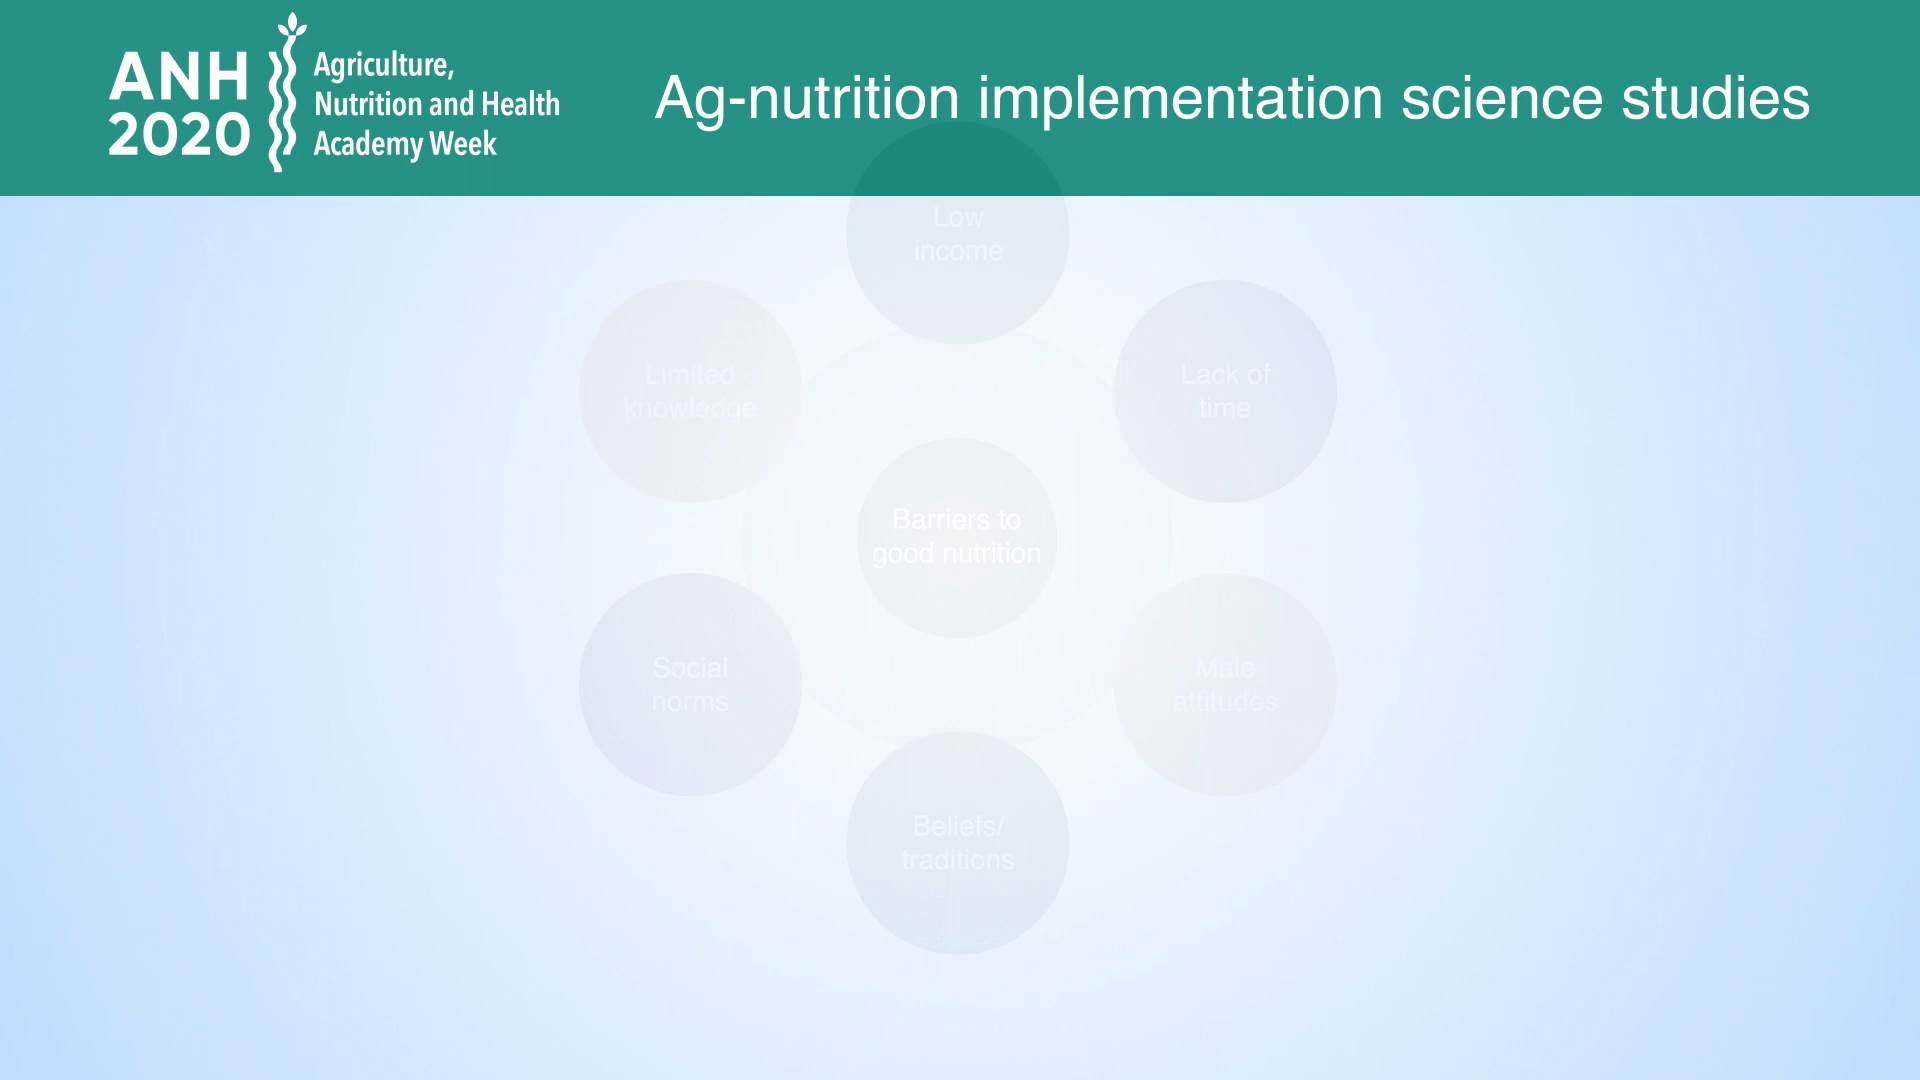 ANH
2020
Agriculture,
Nutrition and Health
Academy Week
Ag-nutrition implementation science studies
Low
income
Limited
knowledge
Lack of
time
Barriers to
good nutrition
Social
norms
Male
attitudes
Beliefs/
traditions